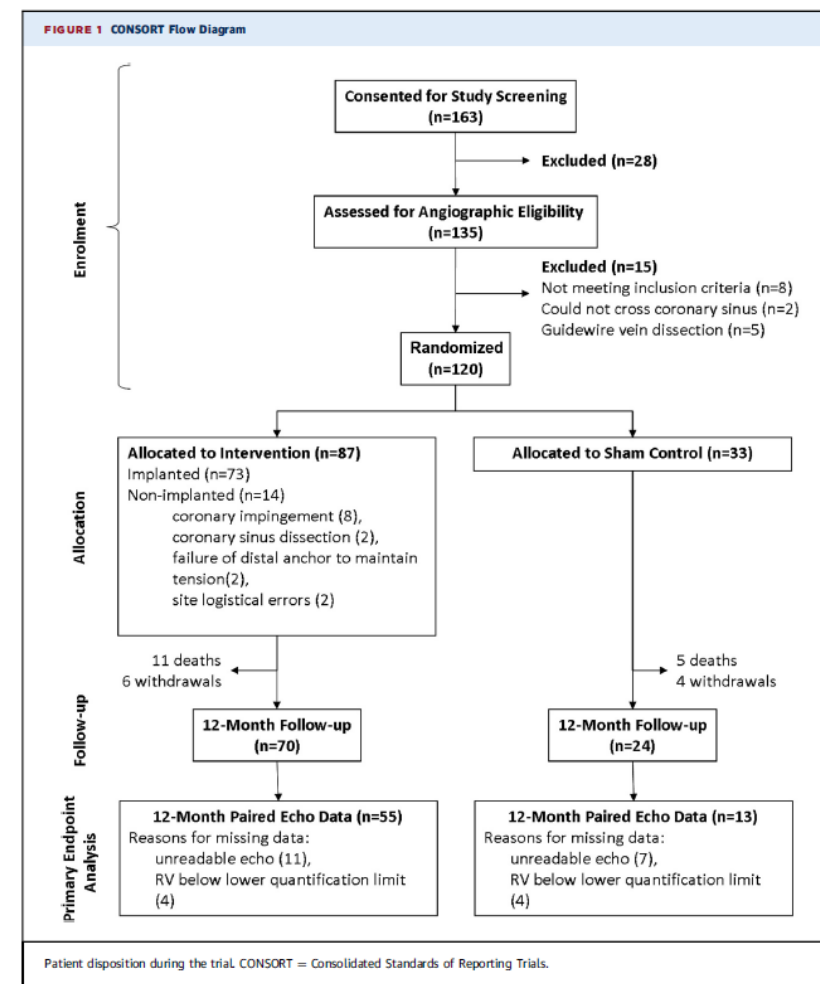 FIGURE 1 CONSORT Flow Diagram
Enrolment
Consented for Study Screening
(n=163)
Excluded (n=28)
Assessed for Angiographic Eligibility
(n=135)
Excluded (n=15)
Not meeting inclusion criteria (n=8)
Could not cross coronary sinus (n=2)
Guidewire vein dissection (n=5)
Randomized
(n=120)
Allocation
Allocated to Intervention (n=87)
Implanted (n=73)
Non-implanted (n=14)
coronary impingement (8),
coronary sinus dissection (2),
failure of distal anchor to maintain
tension(2),
site logistical errors (2)
Allocated to Sham Control (n=33)
Follow-up
11 deaths
6 withdrawals
5 deaths
4 withdrawals
12-Month Follow-up
(n=70)
12-Month Follow-up
(n=24)
Primary Endpoint
Analysis
12-Month Paired Echo Data (n=55)
Reasons for missing data:
unreadable echo (11),
RV below lower quantification limit
(4)
12-Month Paired Echo Data (n=13)
Reasons for missing data:
unreadable echo (7),
RV below lower quantification limit
(4)
Patient disposition during the trial. CONSORT = Consolidated Standards of Reporting Trials.